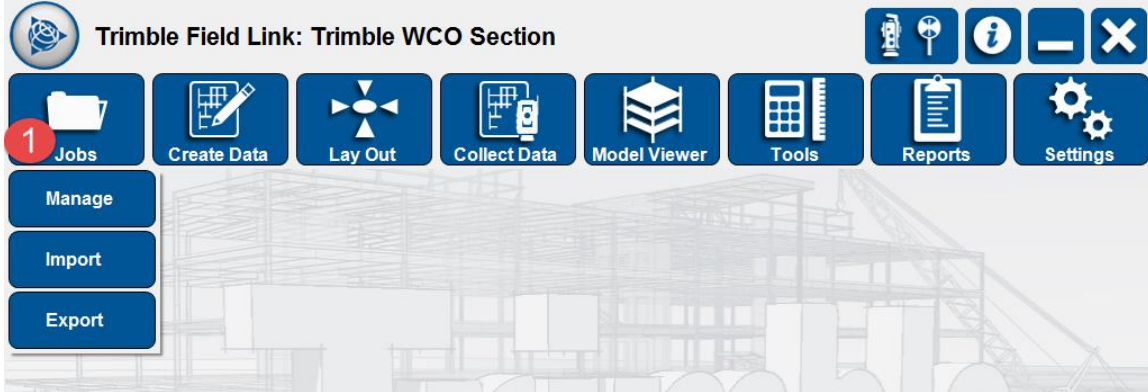 Trimble Field Link: Trimble WCO Section
1
Jobs
Create Data
Lay Out
Collect Data
Model Viewer
Tools
Reports
Settings
Manage
Import
Export